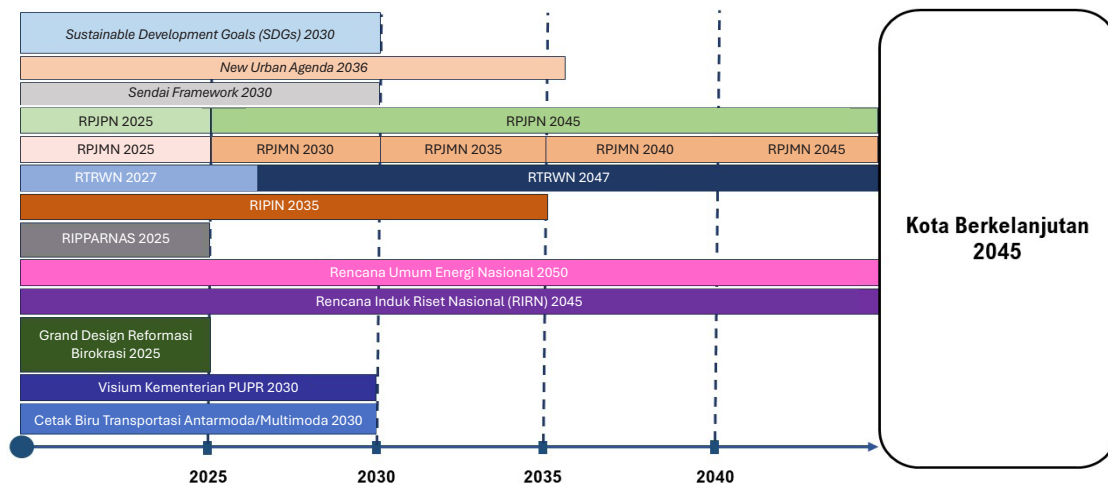 Sustainable Development Goals (SDGs) 2030
New Urban Agenda 2036
Sendai Framework 2030
RPJPN 2025
RPJPN 2045
RPJMN 2025
RPJMN 2030
RPJMN 2035
RPJMN 2040
RPJMN 2045
RTRWN 2027
RTRWN 2047
RIPIN 2035
RIPPARNAS 2025
Rencana Umum Energi Nasional 2050
Rencana Induk Riset Nasional (RIRN) 2045
Grand Design Reformasi
Birokrasi 2025
Visium Kementerian PUPR 2030
Cetak Biru Transportasi Antarmoda/Multimoda 2030
2025
2030
2035
2040
Kota Berkelanjutan
2045